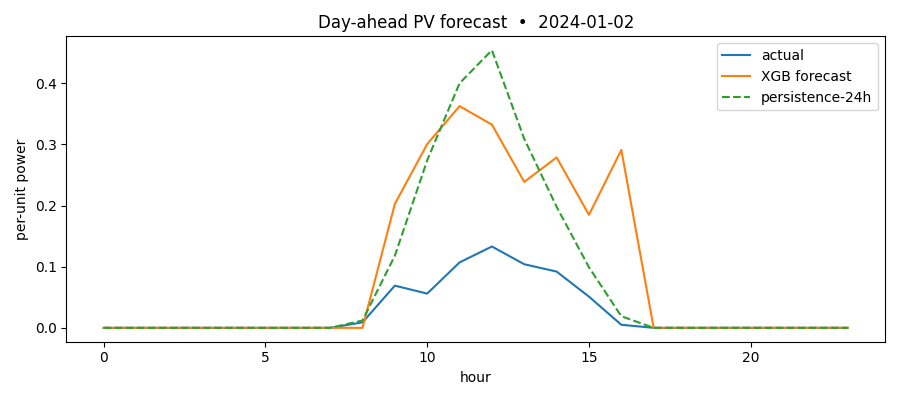 Day-ahead PV forecast • 2024-01-02
actual
XGB forecast
persistence-24h
per-unit power
0.4
0.3
0.2
0.1
0.0
0 5 10 15 20
hour